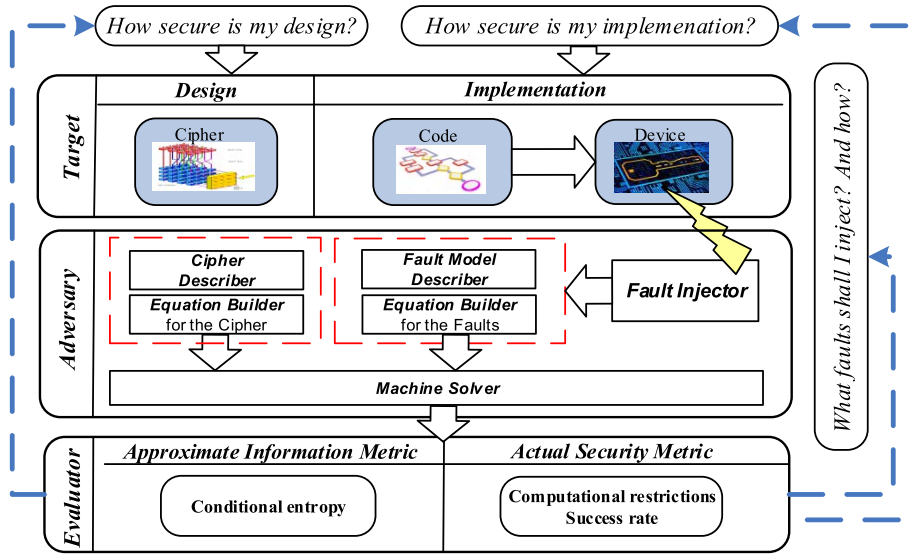 How secure is my design?
How secure is my implemenation?
What faults shall I inject? And how?
Target
Design
Implementation
Cipher
Code
Device
Adversary
Cipher
Describer
Equation Builder
for the Cipher
Fault Model
Describer
Equation Builder
for the Faults
Fault Injector
Machine Solver
Evaluator
Approximate Information Metric
Actual Security Metric
Conditional entropy
Computational restrictions
Success rate